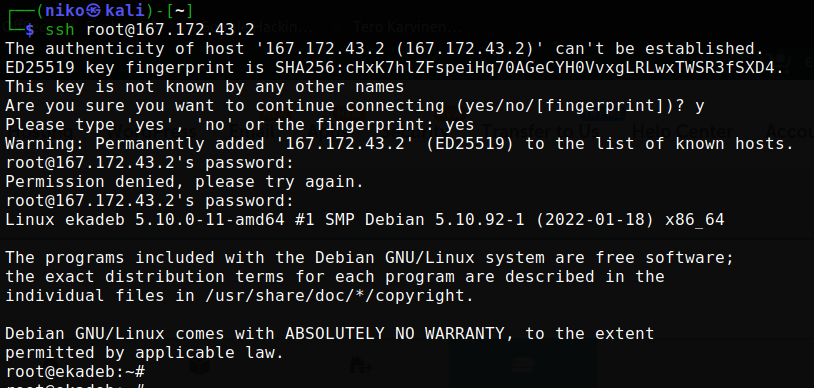 ┌──(niko㉿kali)-[~]
└─$ ssh root@167.172.43.2
The authenticity of host '167.172.43.2 (167.172.43.2)' can't be established.
ED25519 key fingerprint is SHA256:cHxK7hlZFspeiHq70AGeCYH0VvxgLRLwxTWSR3fSXD4.
This key is not known by any other names
Are you sure you want to continue connecting (yes/no/[fingerprint])? y
Please type 'yes', 'no' or the fingerprint: yes
Warning: Permanently added '167.172.43.2' (ED25519) to the list of known hosts.
root@167.172.43.2's password:
Permission denied, please try again.
root@167.172.43.2's password:
Linux ekadeb 5.10.0-11-amd64 #1 SMP Debian 5.10.92-1 (2022-01-18) x86_64

The programs included with the Debian GNU/Linux system are free software;
the exact distribution terms for each program are described in the
individual files in /usr/share/doc/*/copyright.

Debian GNU/Linux comes with ABSOLUTELY NO WARRANTY, to the extent
permitted by applicable law.
root@ekadeb:~#
root@ekadeb:~#